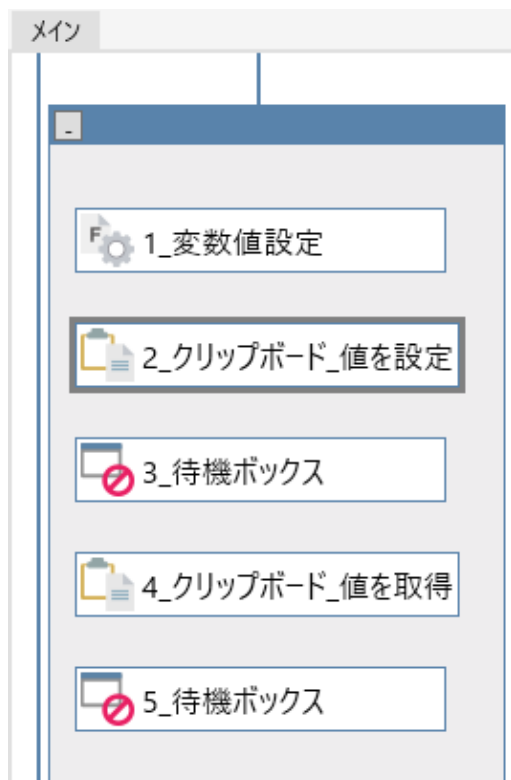 メイン
-
F
1_変数値設定
2_クリップボード_値を設定
3_待機ボックス
4_クリップボード_値を取得
5_待機ボックス